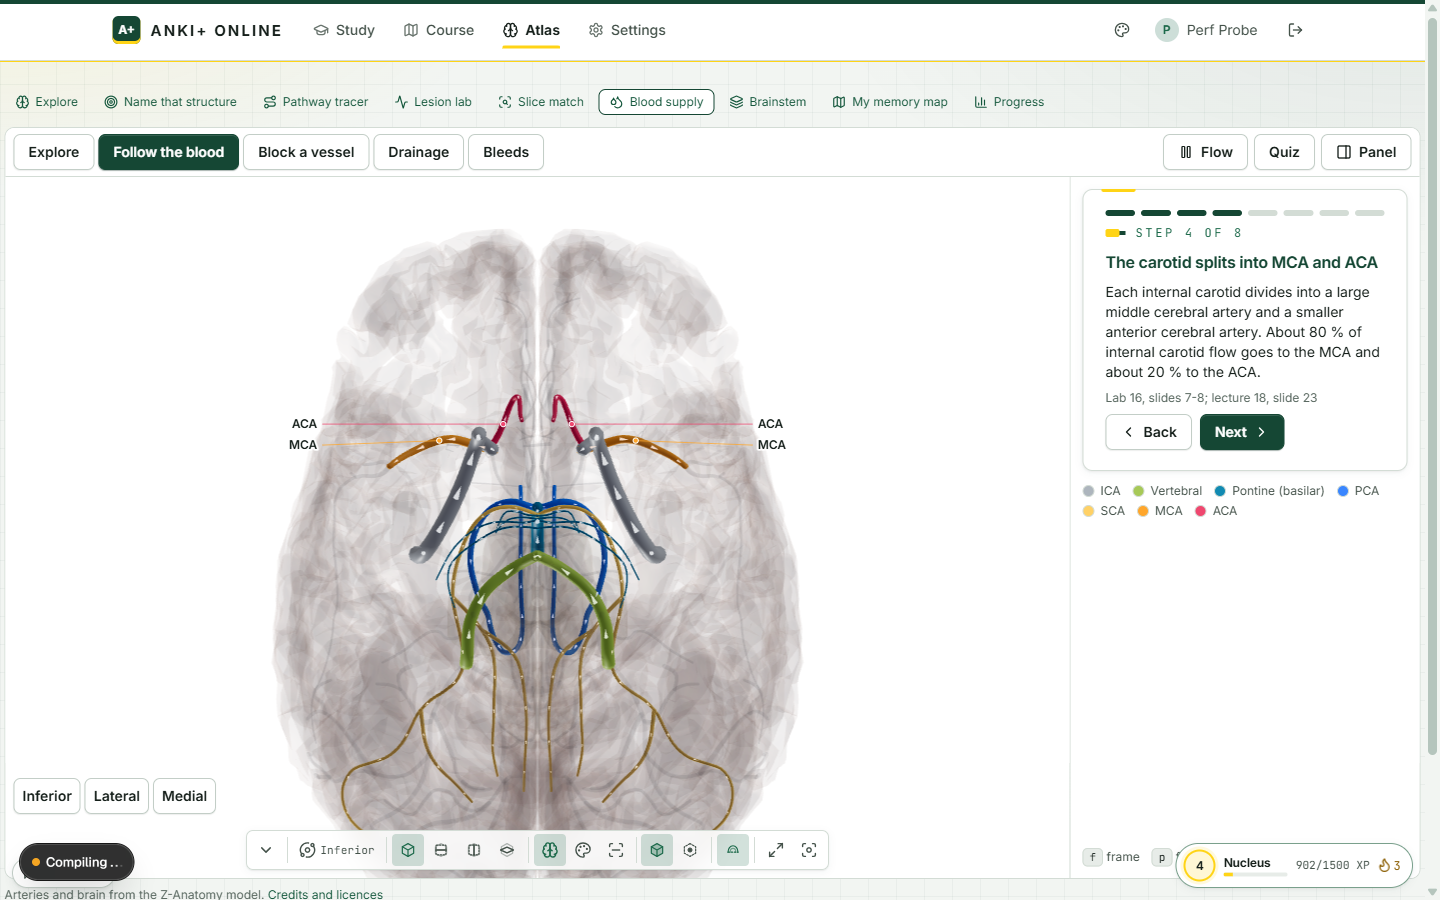 A+ ANKI+ ONLINE Study Course Atlas Settings P Perf Probe
Explore Name that structure Pathway tracer Lesion lab Slice match Blood supply Brainstem My memory map Progress
Explore Follow the blood Block a vessel Drainage Bleeds Flow Quiz Panel
STEP 4 OF 8
The carotid splits into MCA and ACA
Each internal carotid divides into a large
middle cerebral artery and a smaller
anterior cerebral artery. About 80 % of
internal carotid flow goes to the MCA and
about 20 % to the ACA.
Lab 16, slides 7-8; lecture 18, slide 23
Back Next
ICA Vertebral Pontine (basilar) PCA
SCA MCA ACA
ACA ACA
MCA MCA
Inferior Lateral Medial
Inferior
Compiling ...
f frame p
4 Nucleus 902/1500 XP 3
Arteries and brain from the Z-Anatomy model. Credits and licences